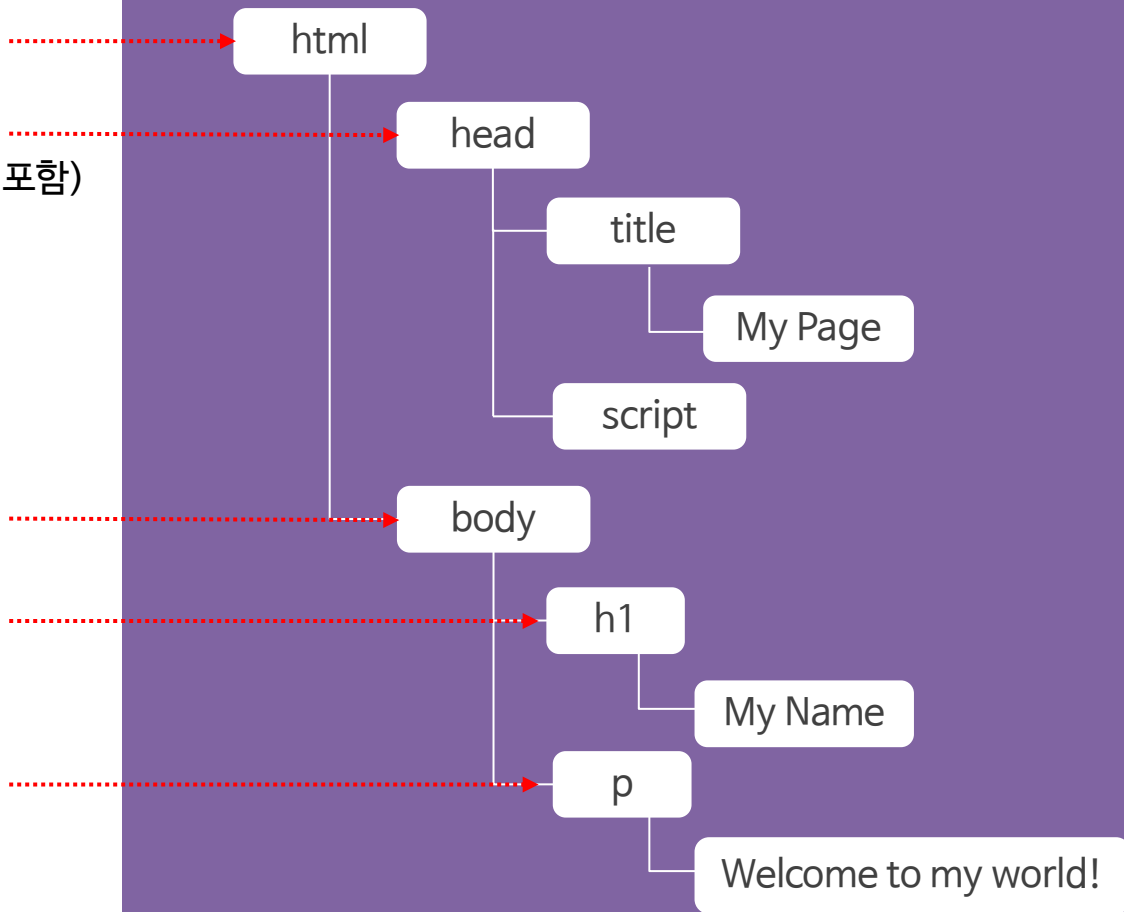 html
head
포함)
title
My Page
script
body
h1
My Name
p
Welcome to my world!